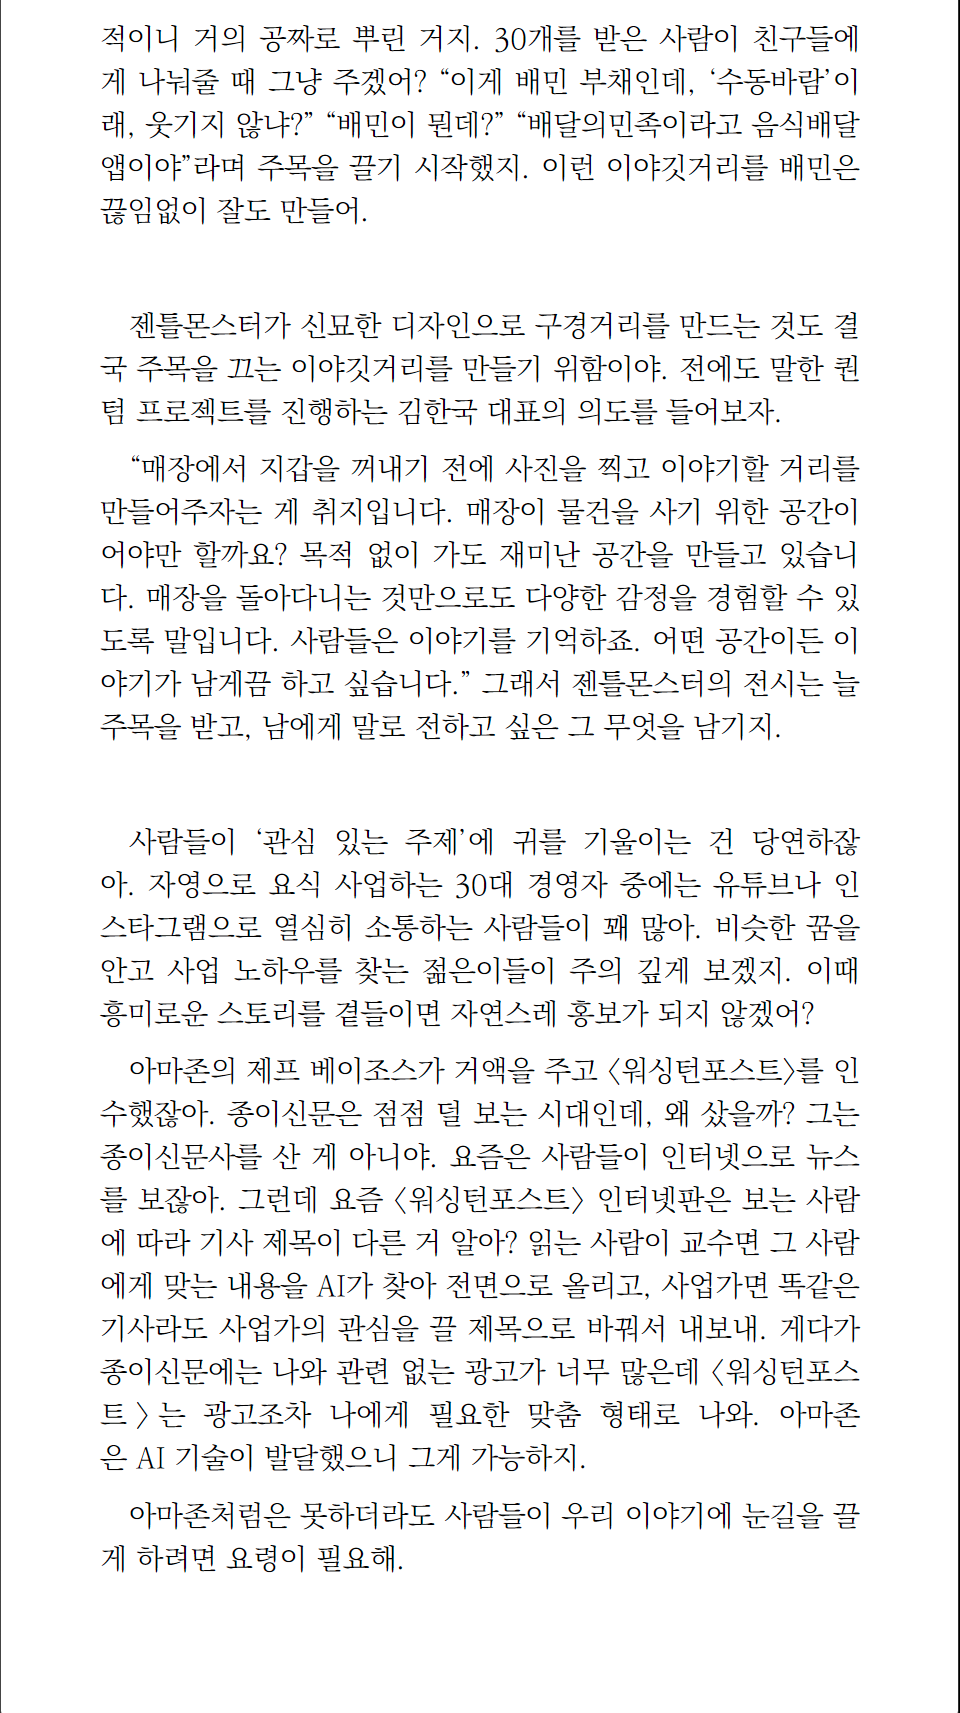 적이니 거의 공짜로 뿌린 거지. 30개를 받은 사람이 친구들에
게 나눠줄 때 그냥 주겠어? “이게 배민 부채인데, ‘수동바람’이
래, 웃기지 않냐?” “배민이 뭔데?” “배달의민족이라고 음식배달
앱이야”라며 주목을 끌기 시작했지. 이런 이야깃거리를 배민은
끊임없이 잘도 만들어.
젠틀몬스터가 신묘한 디자인으로 구경거리를 만드는 것도 결
국 주목을 끄는 이야깃거리를 만들기 위함이야. 전에도 말한 퀀
텀 프로젝트를 진행하는 김한국 대표의 의도를 들어보자.
“매장에서 지갑을 꺼내기 전에 사진을 찍고 이야기할 거리를
만들어주자는 게 취지입니다. 매장이 물건을 사기 위한 공간이
어야만 할까요? 목적 없이 가도 재미난 공간을 만들고 있습니
다. 매장을 돌아다니는 것만으로도 다양한 감정을 경험할 수 있
도록 말입니다. 사람들은 이야기를 기억하죠. 어떤 공간이든 이
야기가 남게끔 하고 싶습니다.” 그래서 젠틀몬스터의 전시는 늘
주목을 받고, 남에게 말로 전하고 싶은 그 무엇을 남기지.
사람들이 ‘관심 있는 주제’에 귀를 기울이는 건 당연하잖
아. 자영으로 요식 사업하는 30대 경영자 중에는 유튜브나 인
스타그램으로 열심히 소통하는 사람들이 꽤 많아. 비슷한 꿈을
안고 사업 노하우를 찾는 젊은이들이 주의 깊게 보겠지. 이때
흥미로운 스토리를 곁들이면 자연스레 홍보가 되지 않겠어?
아마존의 제프 베이조스가 거액을 주고 〈워싱턴포스트〉를 인
수했잖아. 종이신문은 점점 덜 보는 시대인데, 왜 샀을까? 그는
종이신문사를 산 게 아니야. 요즘은 사람들이 인터넷으로 뉴스
를 보잖아. 그런데 요즘 〈워싱턴포스트〉 인터넷판은 보는 사람
에 따라 기사 제목이 다른 거 알아? 읽는 사람이 교수면 그 사람
에게 맞는 내용을 AI가 찾아 전면으로 올리고, 사업가면 똑같은
기사라도 사업가의 관심을 끌 제목으로 바꿔서 내보내. 게다가
종이신문에는 나와 관련 없는 광고가 너무 많은데 〈워싱턴포스
트〉는 광고조차 나에게 필요한 맞춤 형태로 나와. 아마존
은 AI 기술이 발달했으니 그게 가능하지.
아마존처럼은 못하더라도 사람들이 우리 이야기에 눈길을 끌
게 하려면 요령이 필요해.